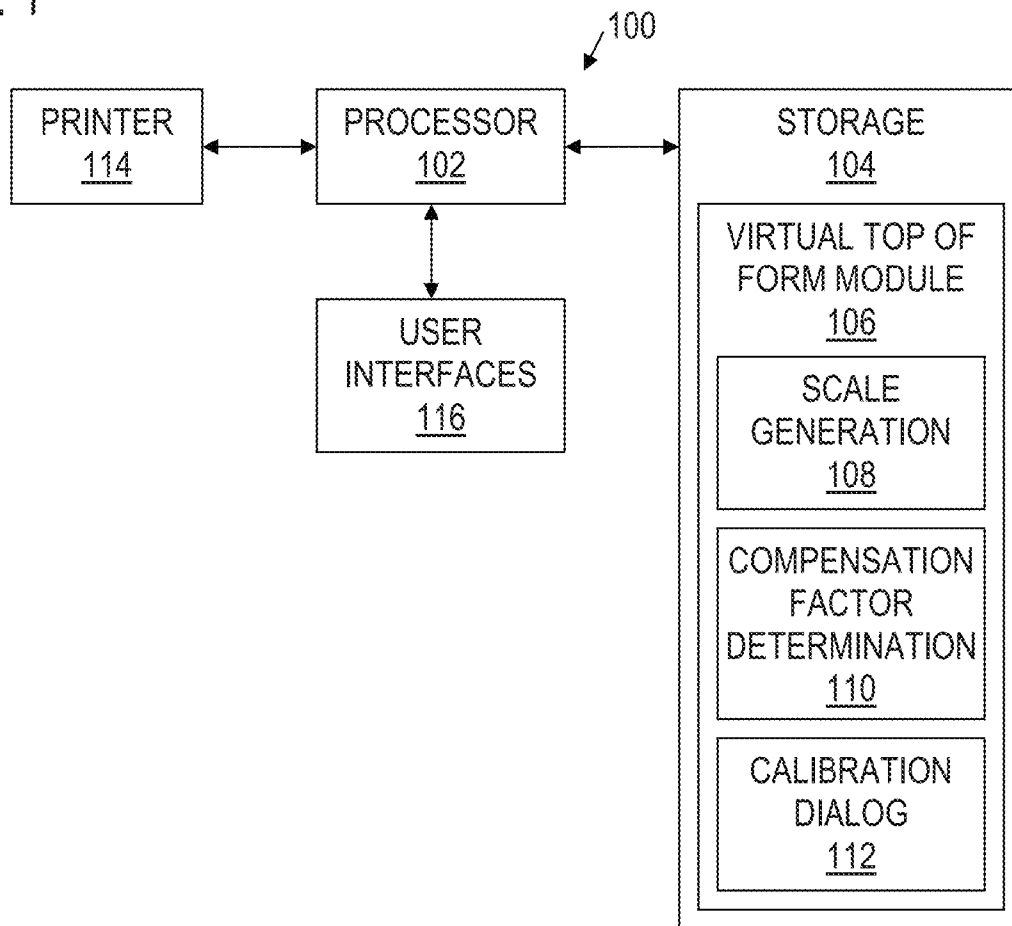 1
100
PRINTER
114
PROCESSOR
102
STORAGE
104
VIRTUAL TOP OF
FORM MODULE
106
USER
INTERFACES
116
SCALE
GENERATION
108
COMPENSATION
FACTOR
DETERMINATION
110
CALIBRATION
DIALOG
112